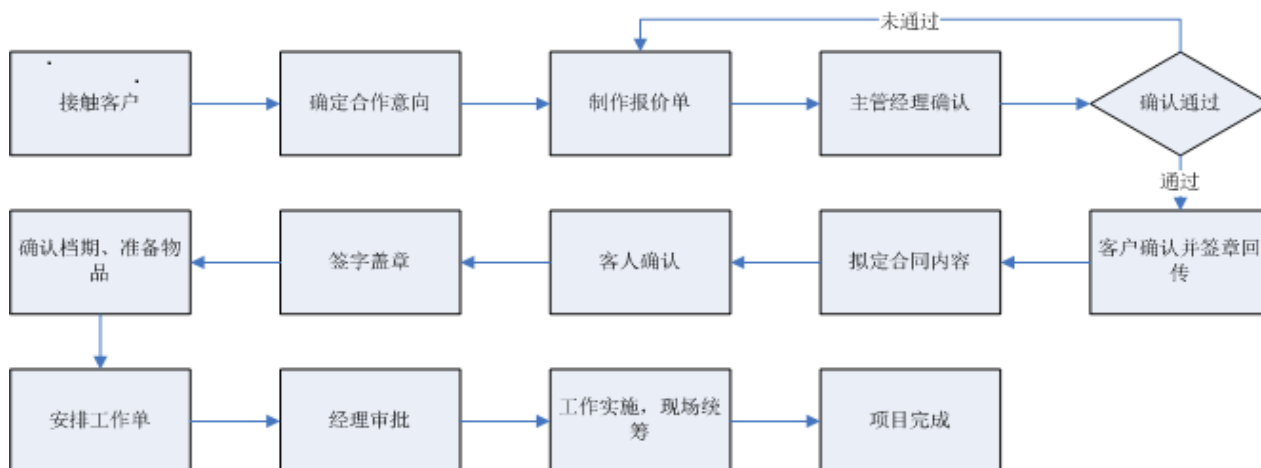 未通过
接触客户
确定合作意向
制作报价单
主管经理确认
确认通过
通过
客户确认并签章回
传
拟定合同内容
客人确认
签字盖章
确认档期、准备物
品
安排工作单
经理审批
工作实施，现场统
筹
项目完成